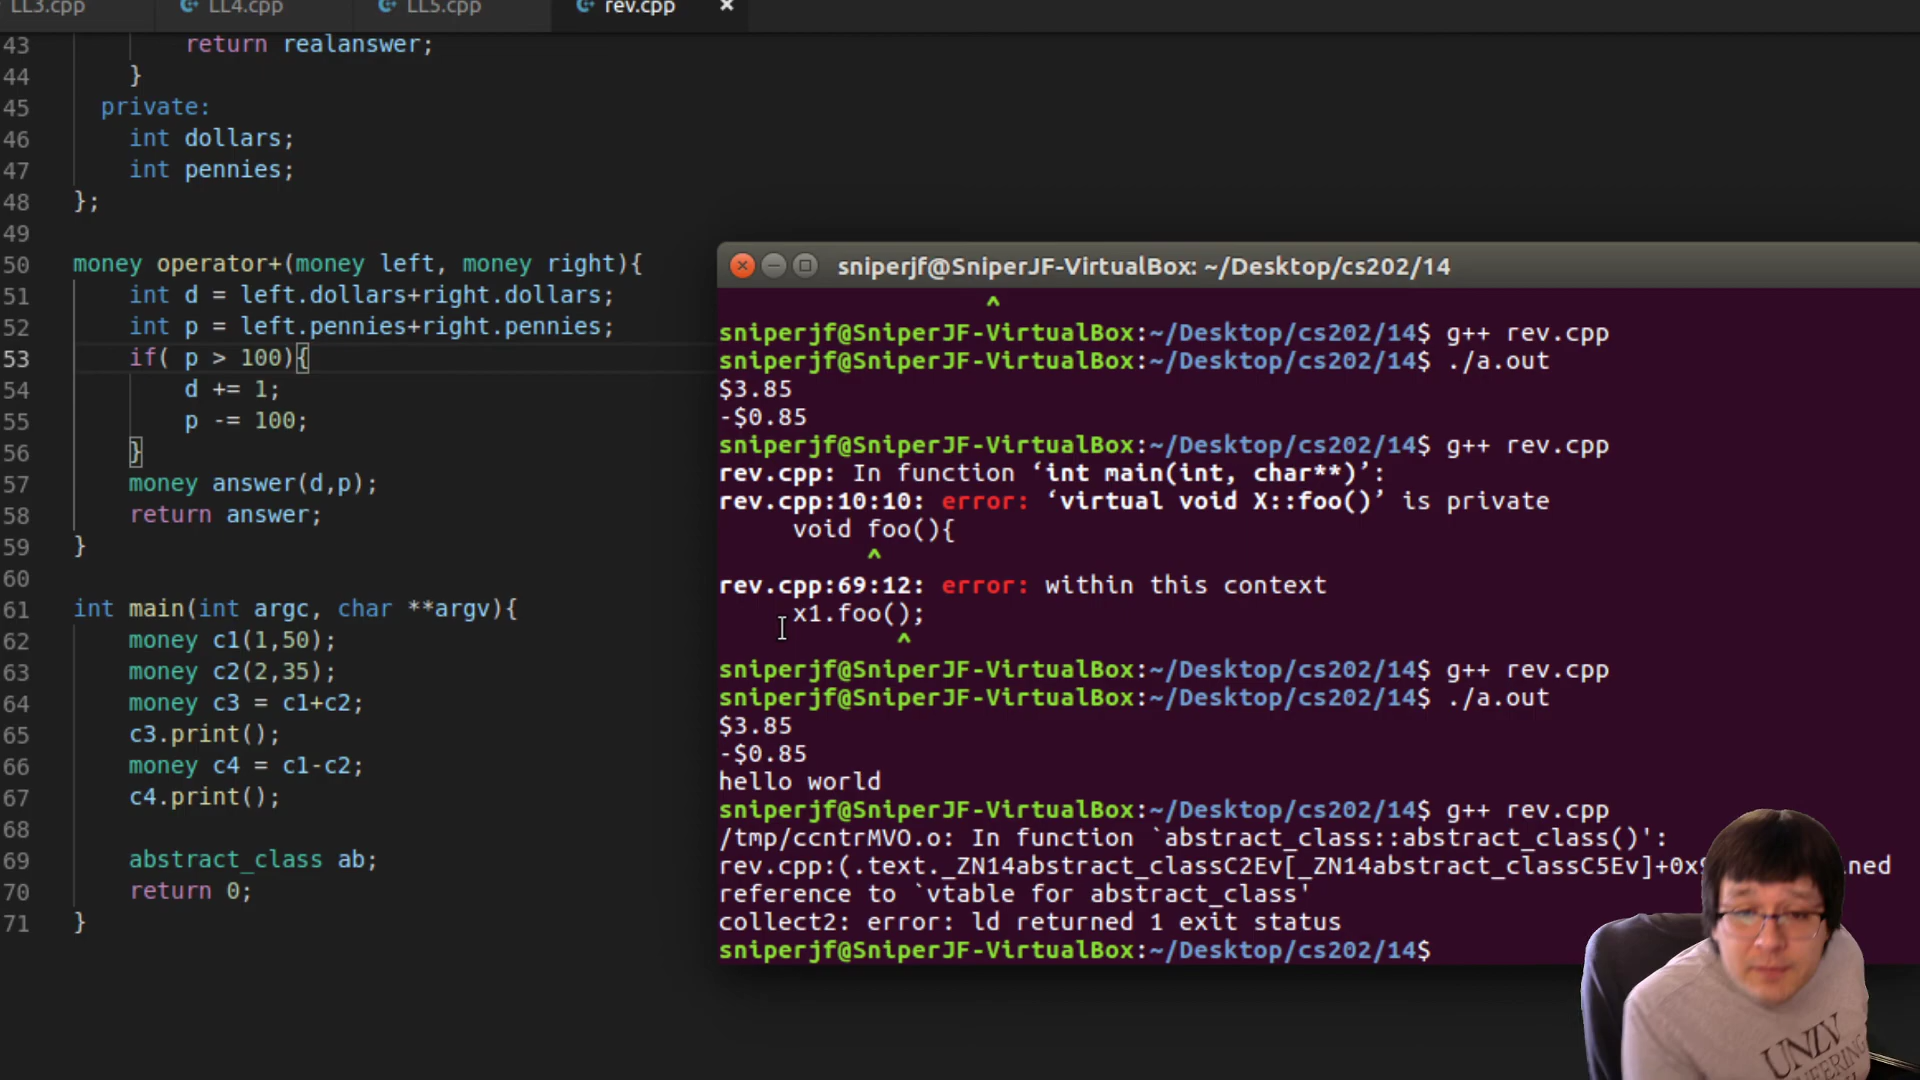 LL3.cpp LL4.cpp LL5.cpp rev.cpp ×
43 return realanswer;
44 }
45 private:
46 int dollars;
47 int pennies;
48 };
49
50 money operator+(money left, money right){
51 int d = left.dollars+right.dollars;
52 int p = left.pennies+right.pennies;
53 if( p > 100){
54 d += 1;
55 p -= 100;
56 }
57 money answer(d,p);
58 return answer;
59 }
60
61 int main(int argc, char **argv){
62 money c1(1,50);
63 money c2(2,35);
64 money c3 = c1+c2;
65 c3.print();
66 money c4 = c1-c2;
67 c4.print();
68
69 abstract_class ab;
70 return 0;
71 }
sniperjf@SniperJF-VirtualBox: ~/Desktop/cs202/14
^
sniperjf@SniperJF-VirtualBox:~/Desktop/cs202/14$ g++ rev.cpp
sniperjf@SniperJF-VirtualBox:~/Desktop/cs202/14$ ./a.out
$3.85
-$0.85
sniperjf@SniperJF-VirtualBox:~/Desktop/cs202/14$ g++ rev.cpp
rev.cpp: In function ‘int main(int, char**)’:
rev.cpp:10:10: error: ‘virtual void X::foo()’ is private
void foo(){
^
rev.cpp:69:12: error: within this context
x1.foo();
^
sniperjf@SniperJF-VirtualBox:~/Desktop/cs202/14$ g++ rev.cpp
sniperjf@SniperJF-VirtualBox:~/Desktop/cs202/14$ ./a.out
$3.85
-$0.85
hello world
sniperjf@SniperJF-VirtualBox:~/Desktop/cs202/14$ g++ rev.cpp
/tmp/ccntrMVO.o: In function `abstract_class::abstract_class()':
rev.cpp:(.text._ZN14abstract_classC2Ev[_ZN14abstract_classC5Ev]+0x ned
reference to `vtable for abstract_class'
collect2: error: ld returned 1 exit status
sniperjf@SniperJF-VirtualBox:~/Desktop/cs202/14$
UNLV